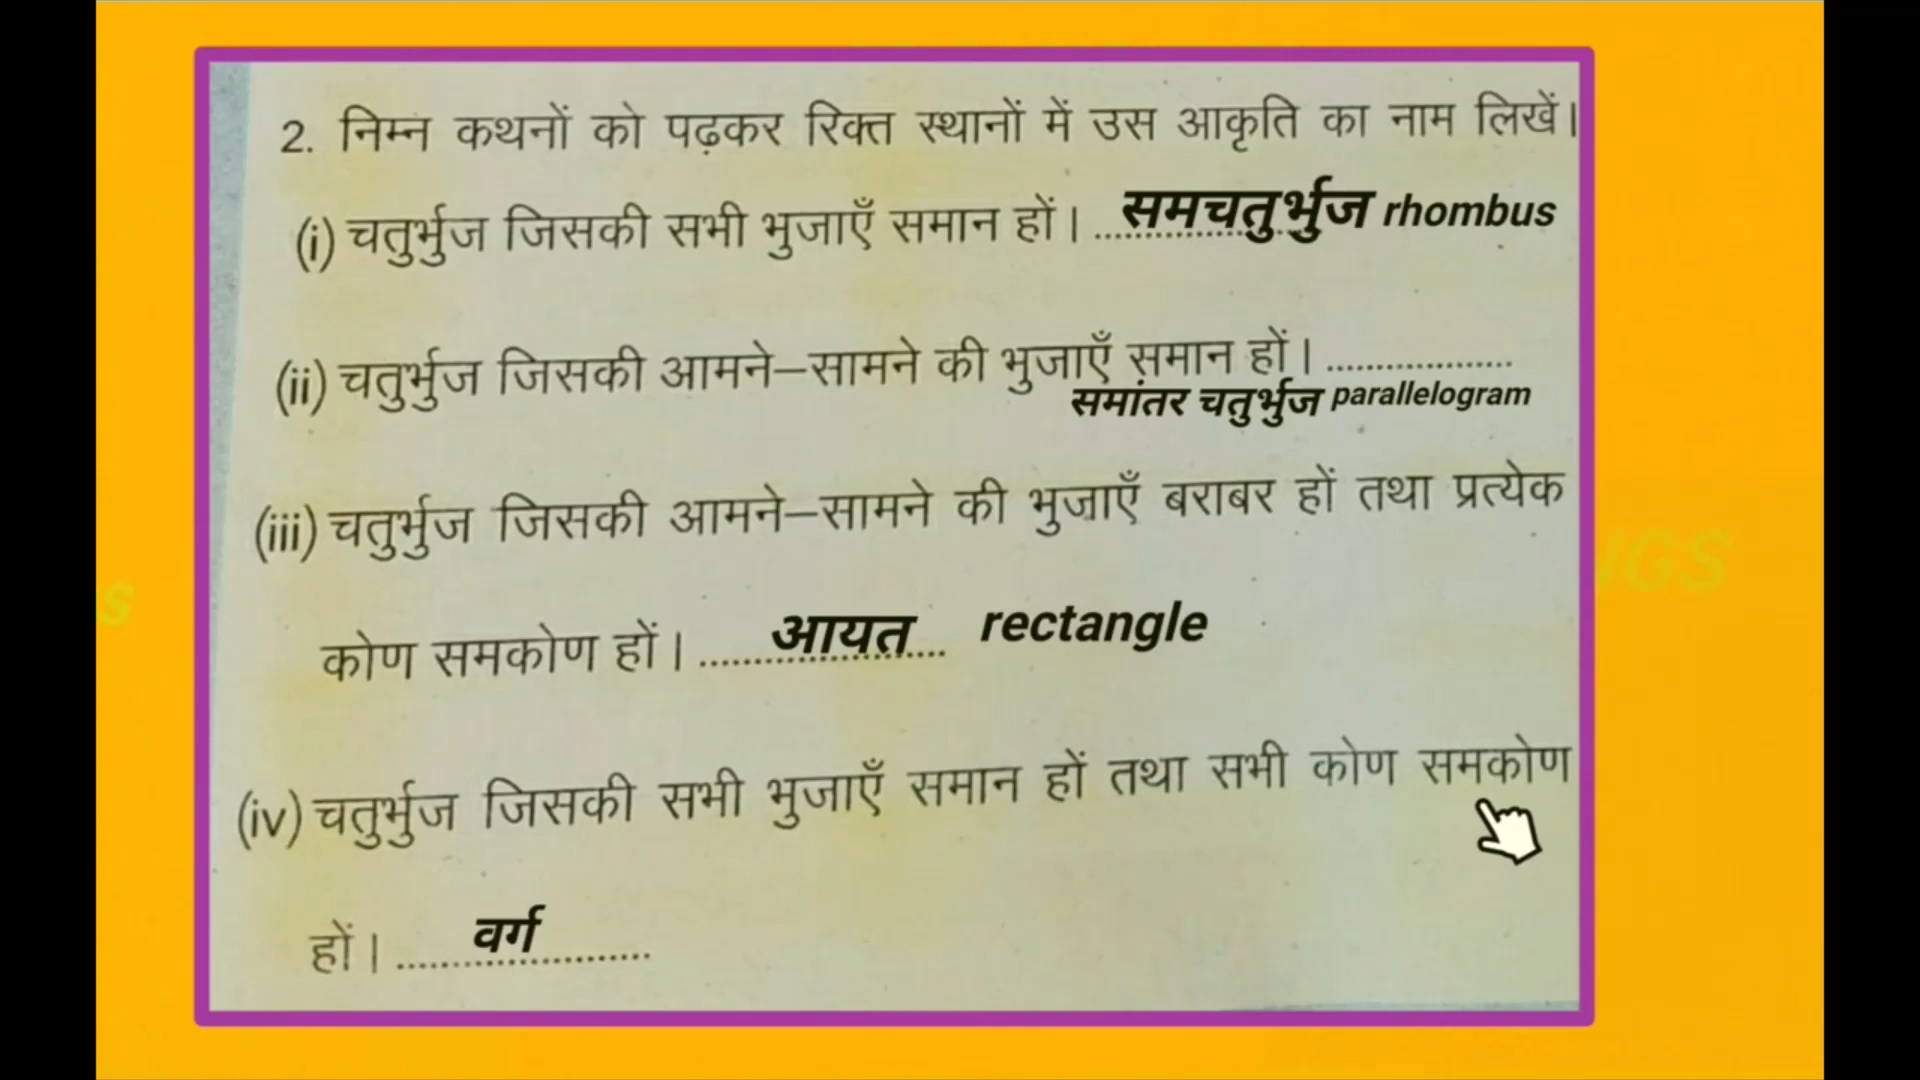 2. निम्न कथनों को पढ़कर रिक्त स्थानों में उस आकृति का नाम लिखें।
(i) चतुर्भुज जिसकी सभी भुजाएँ समान हों। .............. समचतुर्भुज rhombus
(ii) चतुर्भुज जिसकी आमने–सामने की भुजाएँ समान हों। ..................
समांतर चतुर्भुज parallelogram
(iii) चतुर्भुज जिसकी आमने–सामने की भुजाएँ बराबर हों तथा प्रत्येक
कोण समकोण हों। ....... आयत .... rectangle
(iv) चतुर्भुज जिसकी सभी भुजाएँ समान हों तथा सभी कोण समकोण
हों। ....... वर्ग ...........